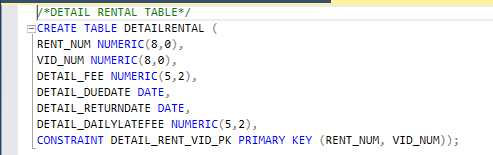 /*DETAIL RENTAL TABLE*/
CREATE TABLE DETAILRENTAL (
RENT_NUM NUMERIC(8,0),
VID_NUM NUMERIC(8,0),
DETAIL_FEE NUMERIC(5,2),
DETAIL_DUEDATE DATE,
DETAIL_RETURNDATE DATE,
DETAIL_DAILYLATEFEE NUMERIC(5,2),
CONSTRAINT DETAIL_RENT_VID_PK PRIMARY KEY (RENT_NUM, VID_NUM));